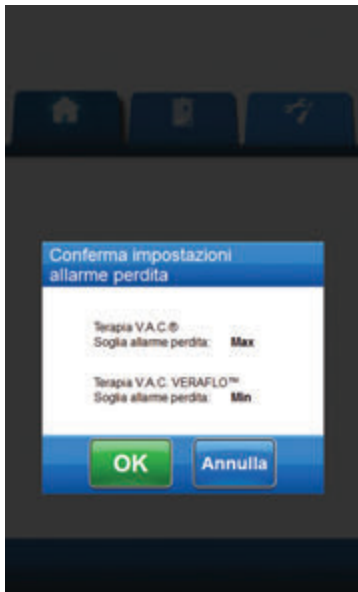 Conferma impostazioni
allarme perdita
Terapia V.A.C.®
Soglia allarme perdita: Max
Terapia V.A.C. VERAFLO™
Soglia allarme perdita: Min
OK
Annulla